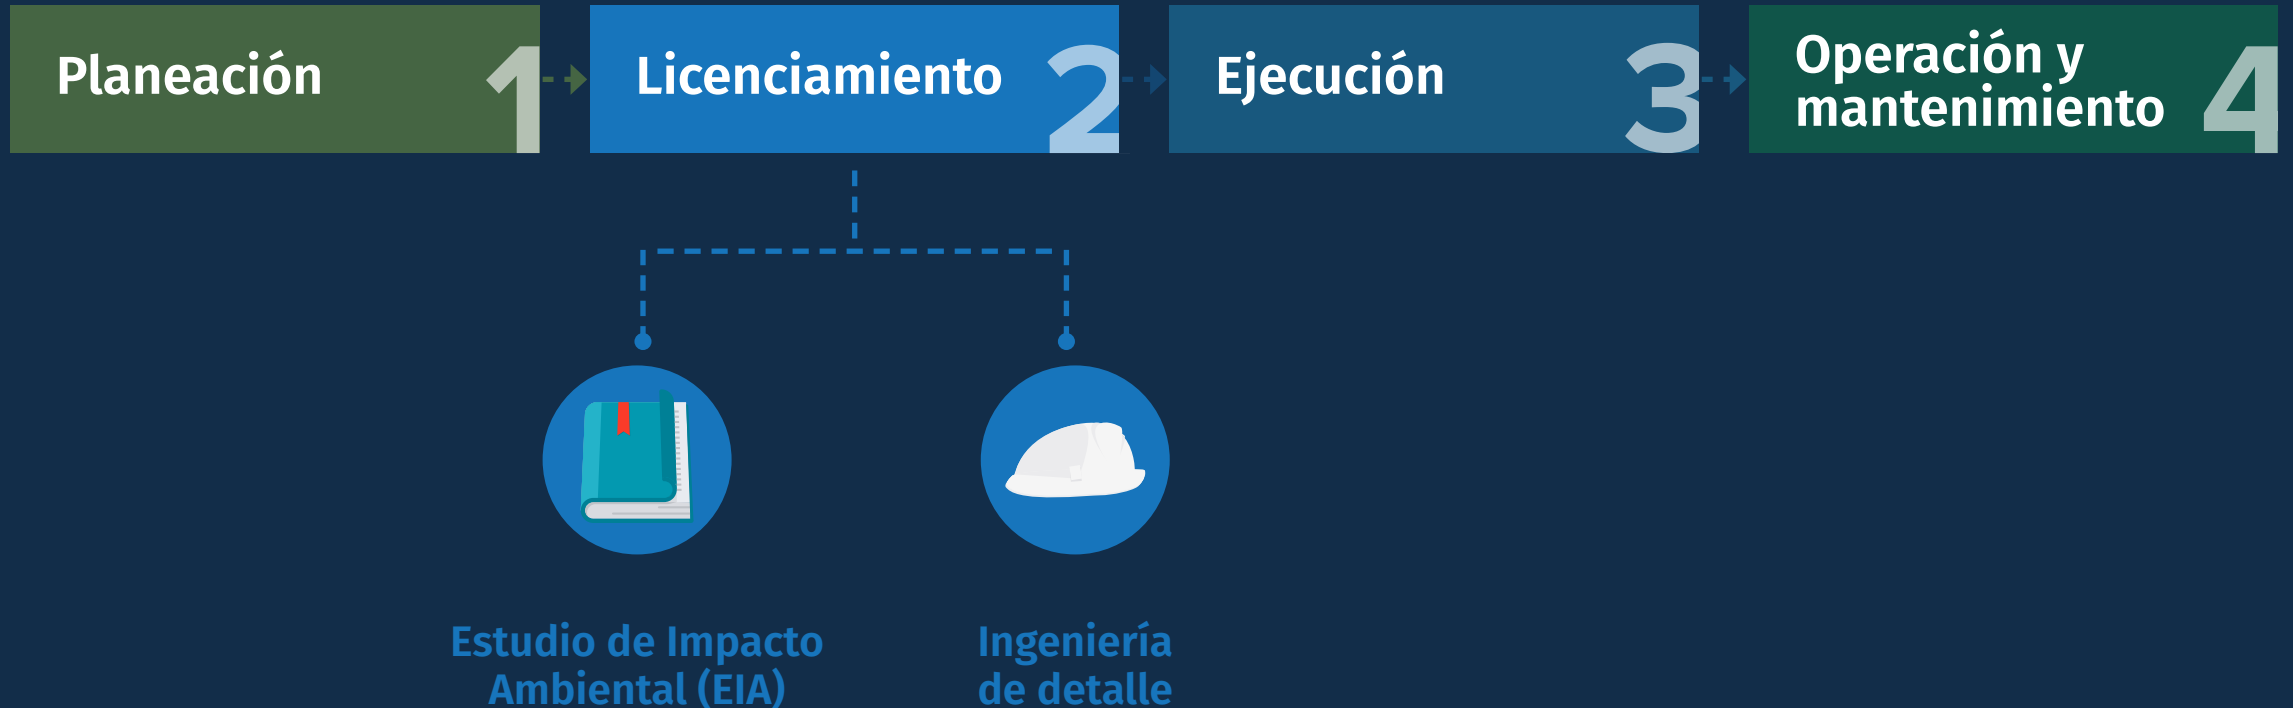 Planeación 1
Licenciamiento 2
Ejecución 3
Operación y
mantenimiento 4
Estudio de Impacto
Ambiental (EIA)
Ingeniería
de detalle